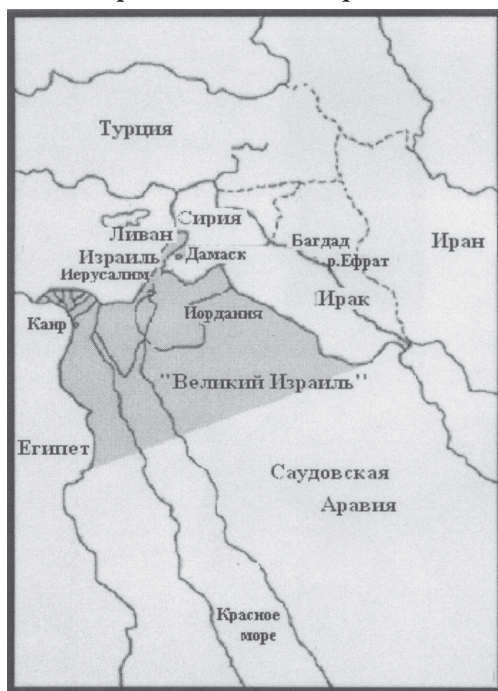 Турция
Сирия
Ливан
Израиль
Дамаск
Иерусалим
Багдад
р.Ефрат
Иран
Ирак
Иордания
Каир
"Великий Израиль"
Египет
Саудовская
Аравия
Красное
море